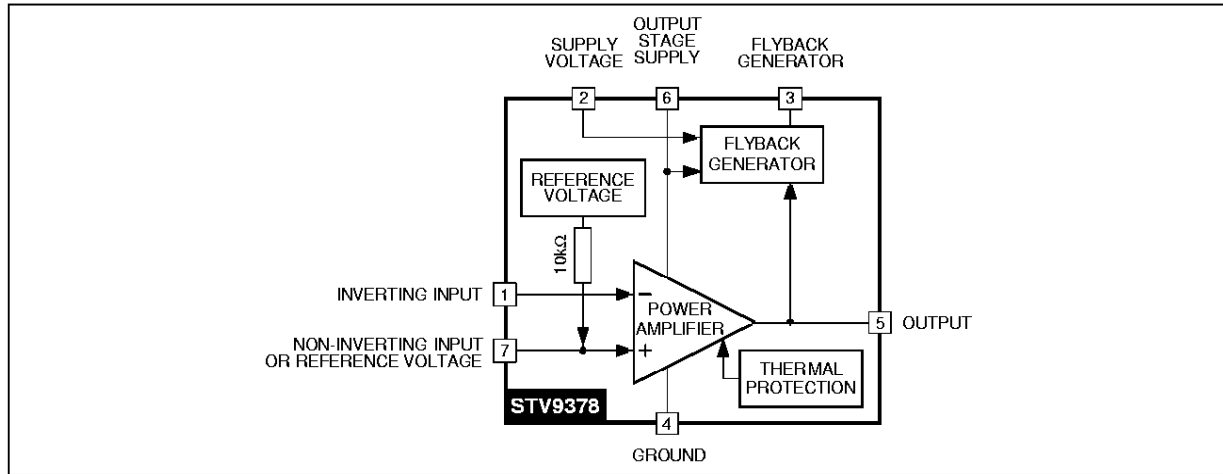 SUPPLY
VOLTAGE
OUTPUT
STAGE
SUPPLY
FLYBACK
GENERATOR
2
6
3
FLYBACK
GENERATOR
REFERENCE
VOLTAGE
10kΩ
INVERTING INPUT
1
−
POWER
AMPLIFIER
5
OUTPUT
NON-INVERTING INPUT
OR REFERENCE VOLTAGE
7
+
THERMAL
PROTECTION
STV9378
4
GROUND